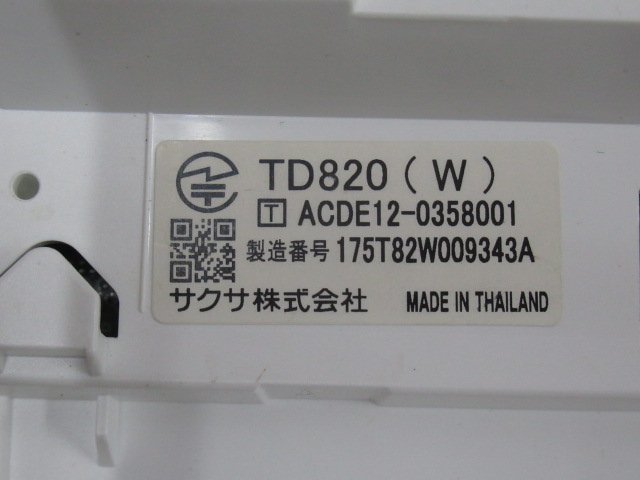 TD820 (W)
T ACDE12-0358001
製造番号 175T82W009343A
サクサ株式会社 MADE IN THAILAND